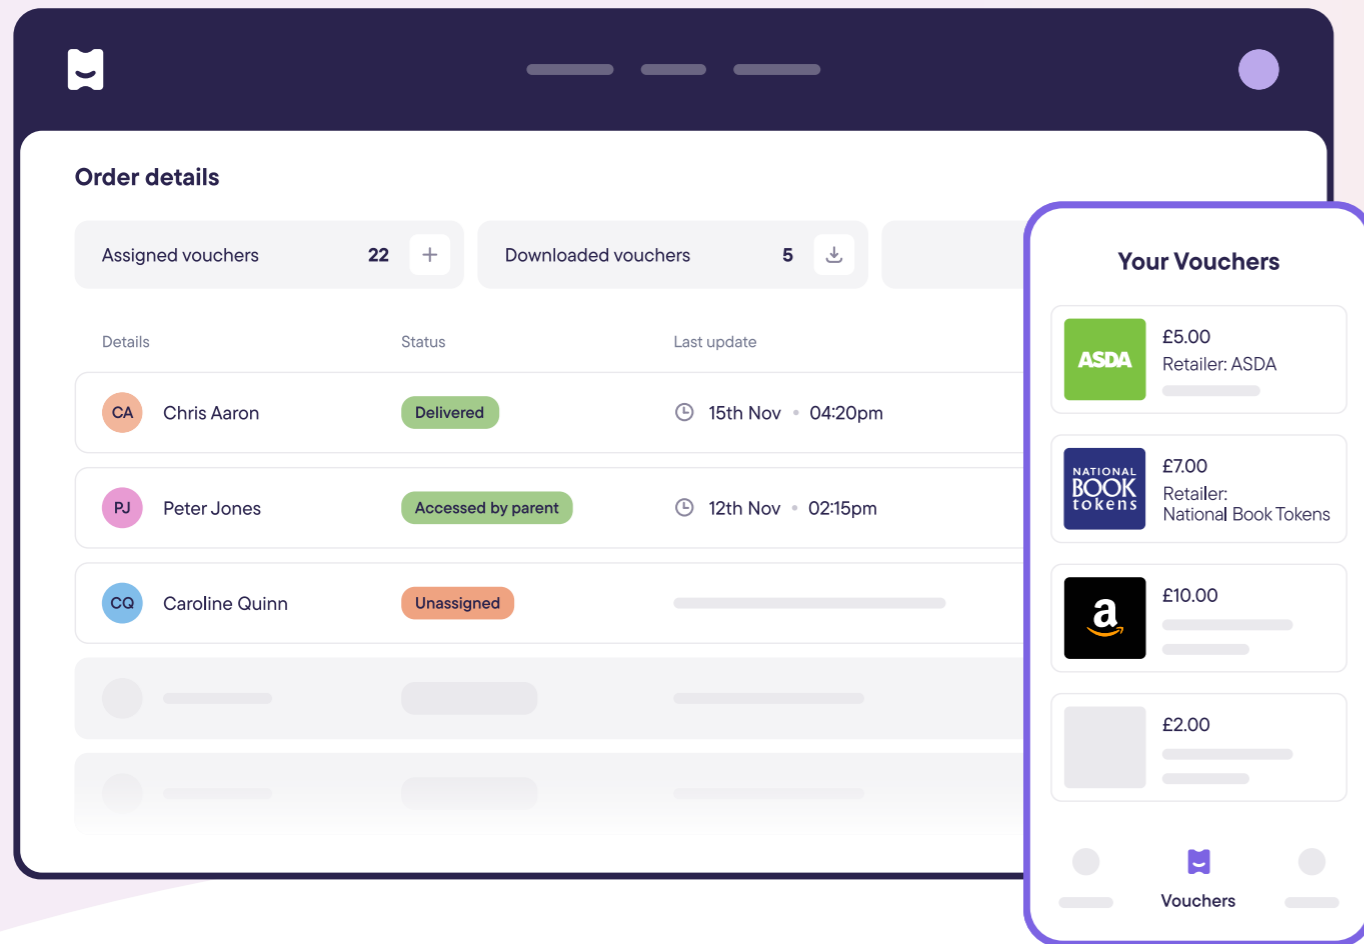 Order details
Assigned vouchers 22
Downloaded vouchers 5
Details Status Last update
CA Chris Aaron Delivered 15th Nov • 04:20pm
PJ Peter Jones Accessed by parent 12th Nov • 02:15pm
CQ Caroline Quinn Unassigned
Your Vouchers
ASDA
£5.00
Retailer: ASDA
NATIONAL
BOOK
tokens
£7.00
Retailer:
National Book Tokens
a
£10.00
£2.00
Vouchers